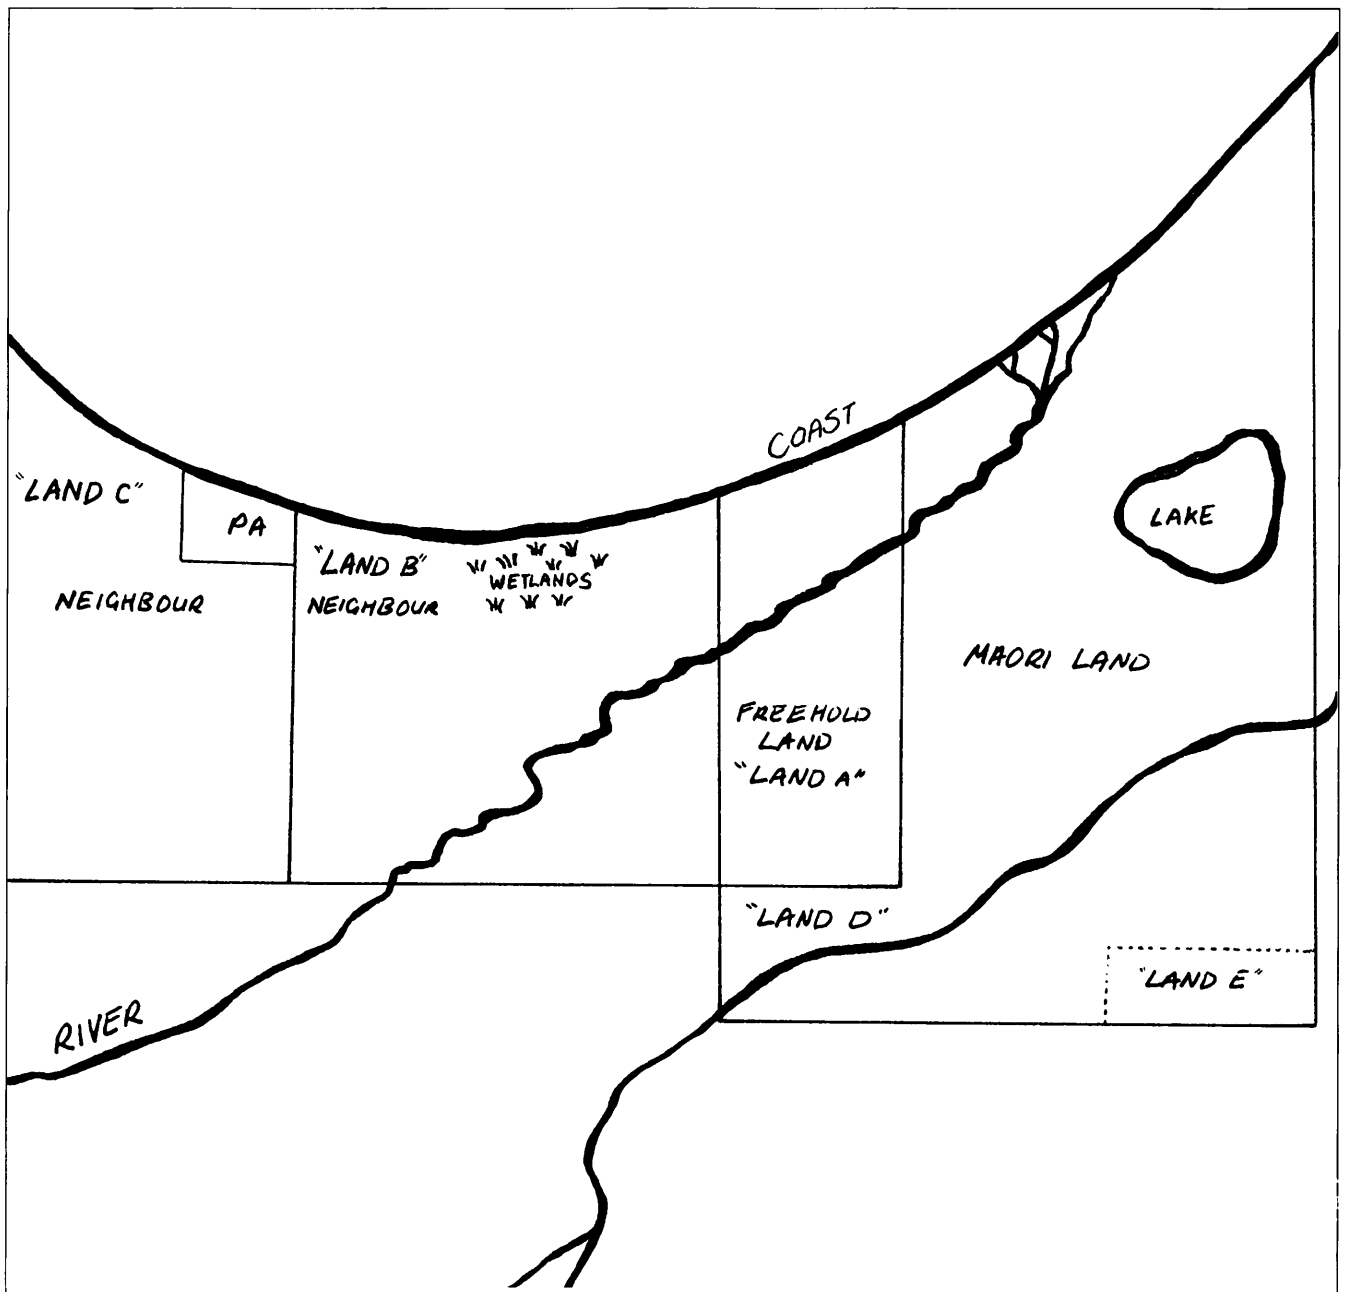 COAST
"LAND C"
PA
LAKE
"LAND B"
WETLANDS
NEIGHBOUR
NEIGHBOUR
MAORI LAND
FREEHOLD
LAND
"LAND A"
"LAND D"
"LAND E"
RIVER